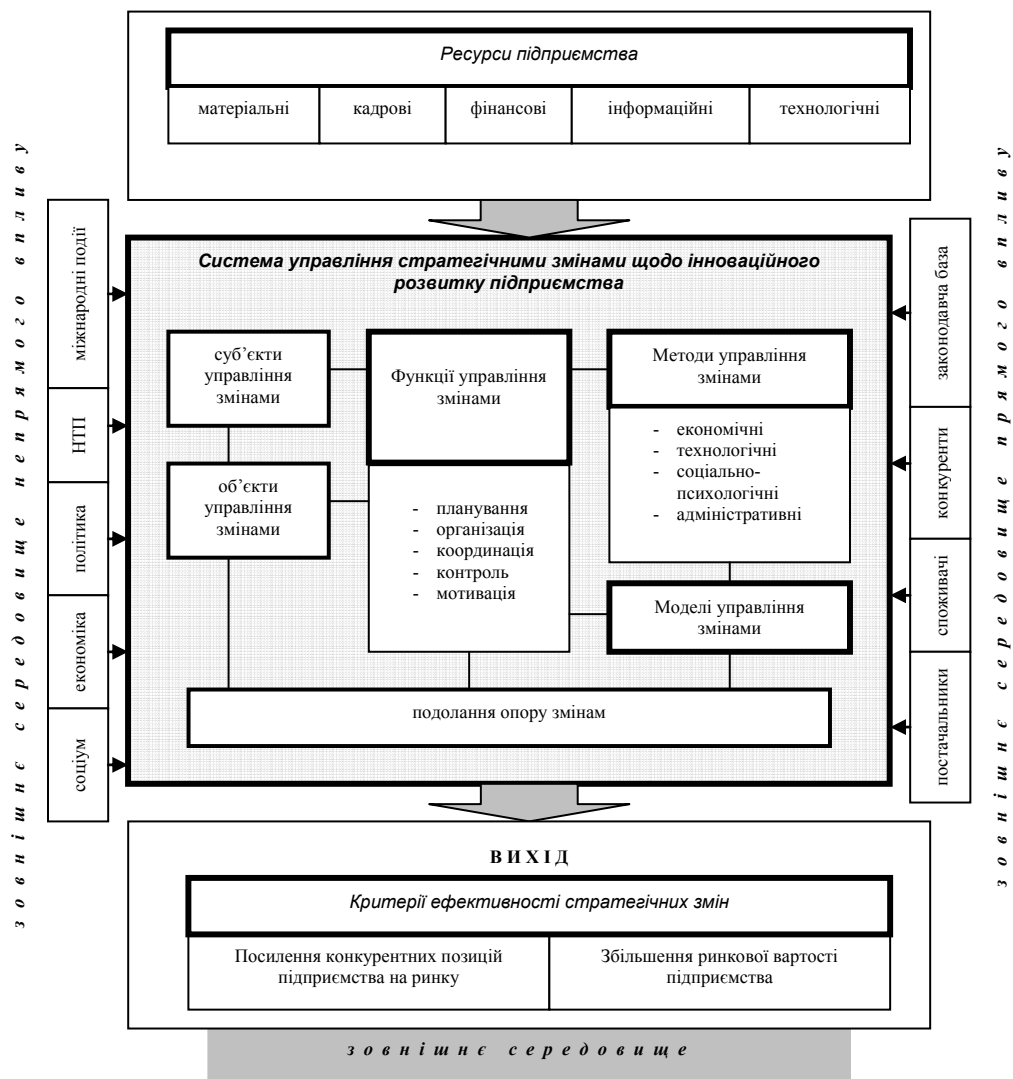 Ресурси підприємства
матеріальні
кадрові
фінансові
інформаційні
технологічні
зовнішнє середовище непрямого впливу
міжнародні події
НТП
політика
економіка
соціум
Система управління стратегічними змінами щодо інноваційного
розвитку підприємства
суб’єкти
управління
змінами
об’єкти
управління
змінами
Функції управління
змінами
- планування
- організація
- координація
- контроль
- мотивація
Методи управління
змінами
- економічні
- технологічні
- соціально-
психологічні
- адміністративні
Моделі управління
змінами
подолання опору змінам
законодавча база
конкуренти
споживачі
постачальники
зовнішнє середовище прямого впливу
ВИХІД
Критерії ефективності стратегічних змін
Посилення конкурентних позицій
підприємства на ринку
Збільшення ринкової вартості
підприємства
зовнішнє середовище